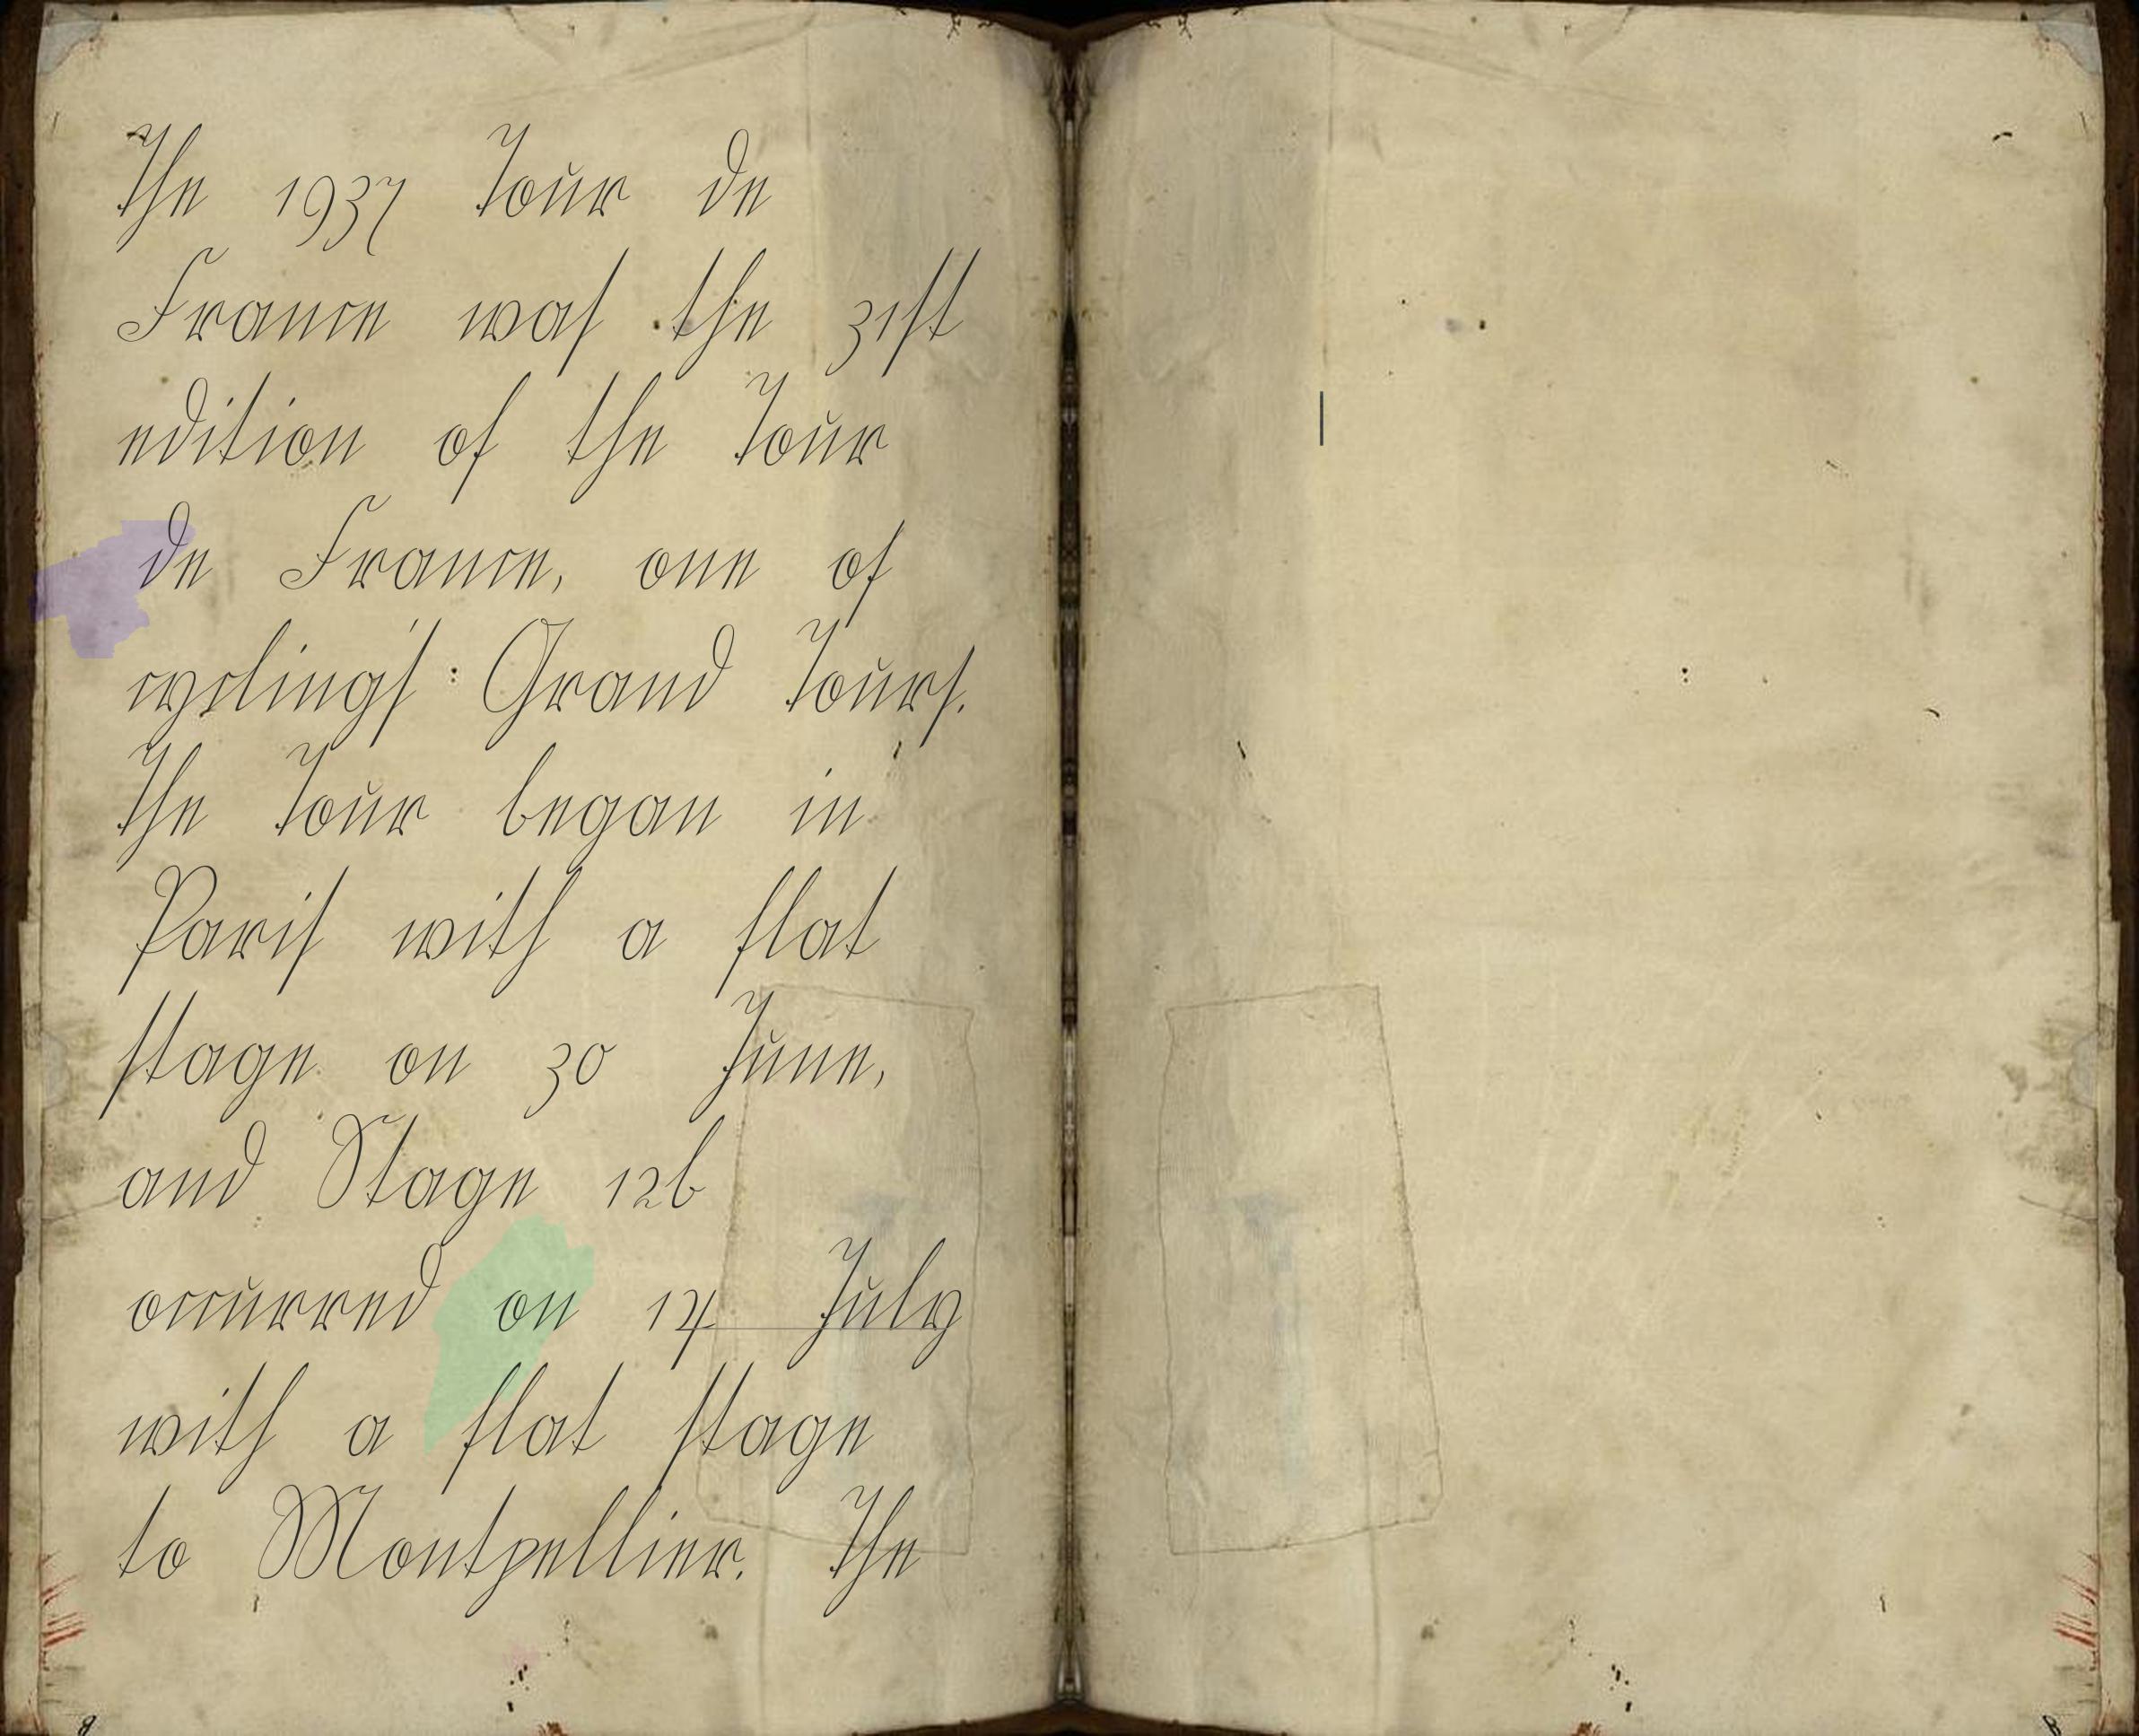 The 1937 Tour de
France was the 31st
edition of the Tour
de France, one of
cycling's Grand Tours.
The Tour began in
Paris with a flat
stage on 30 June,
and Stage 12b
occurred on 14 July
with a flat stage
to Montpellier. The